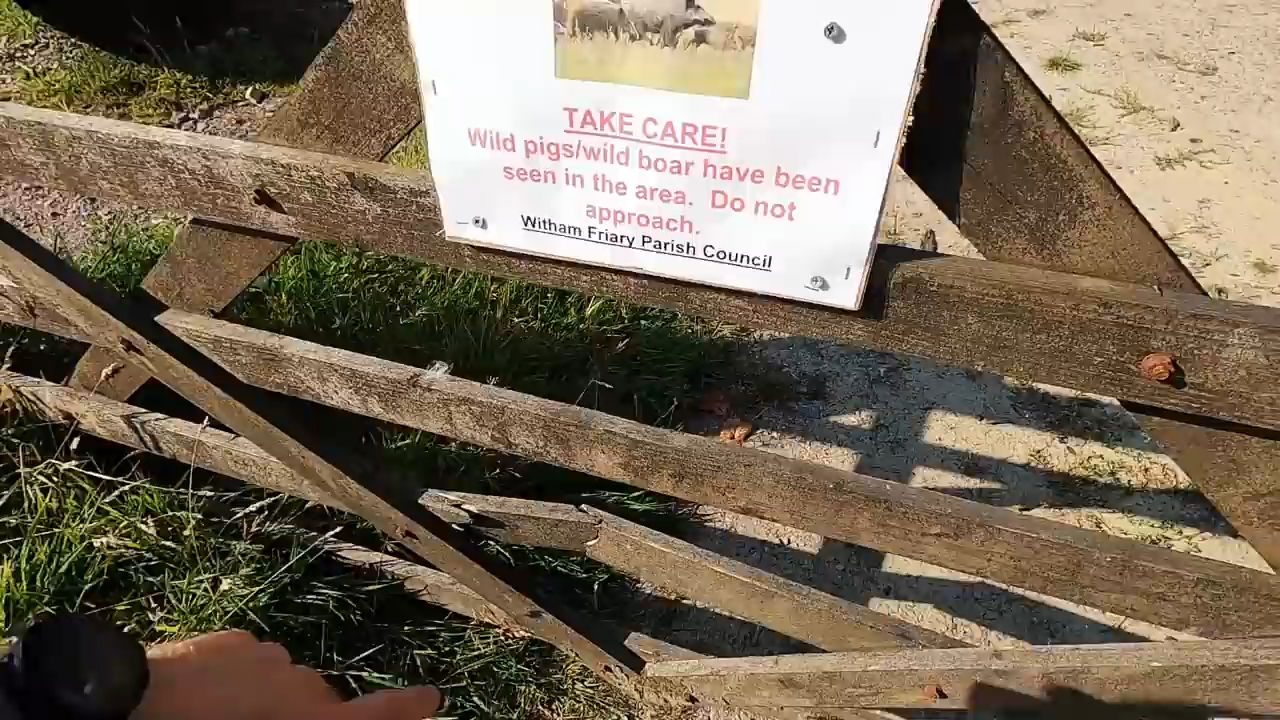 TAKE CARE!
Wild pigs/wild boar have been
seen in the area. Do not
approach.
Witham Friary Parish Council